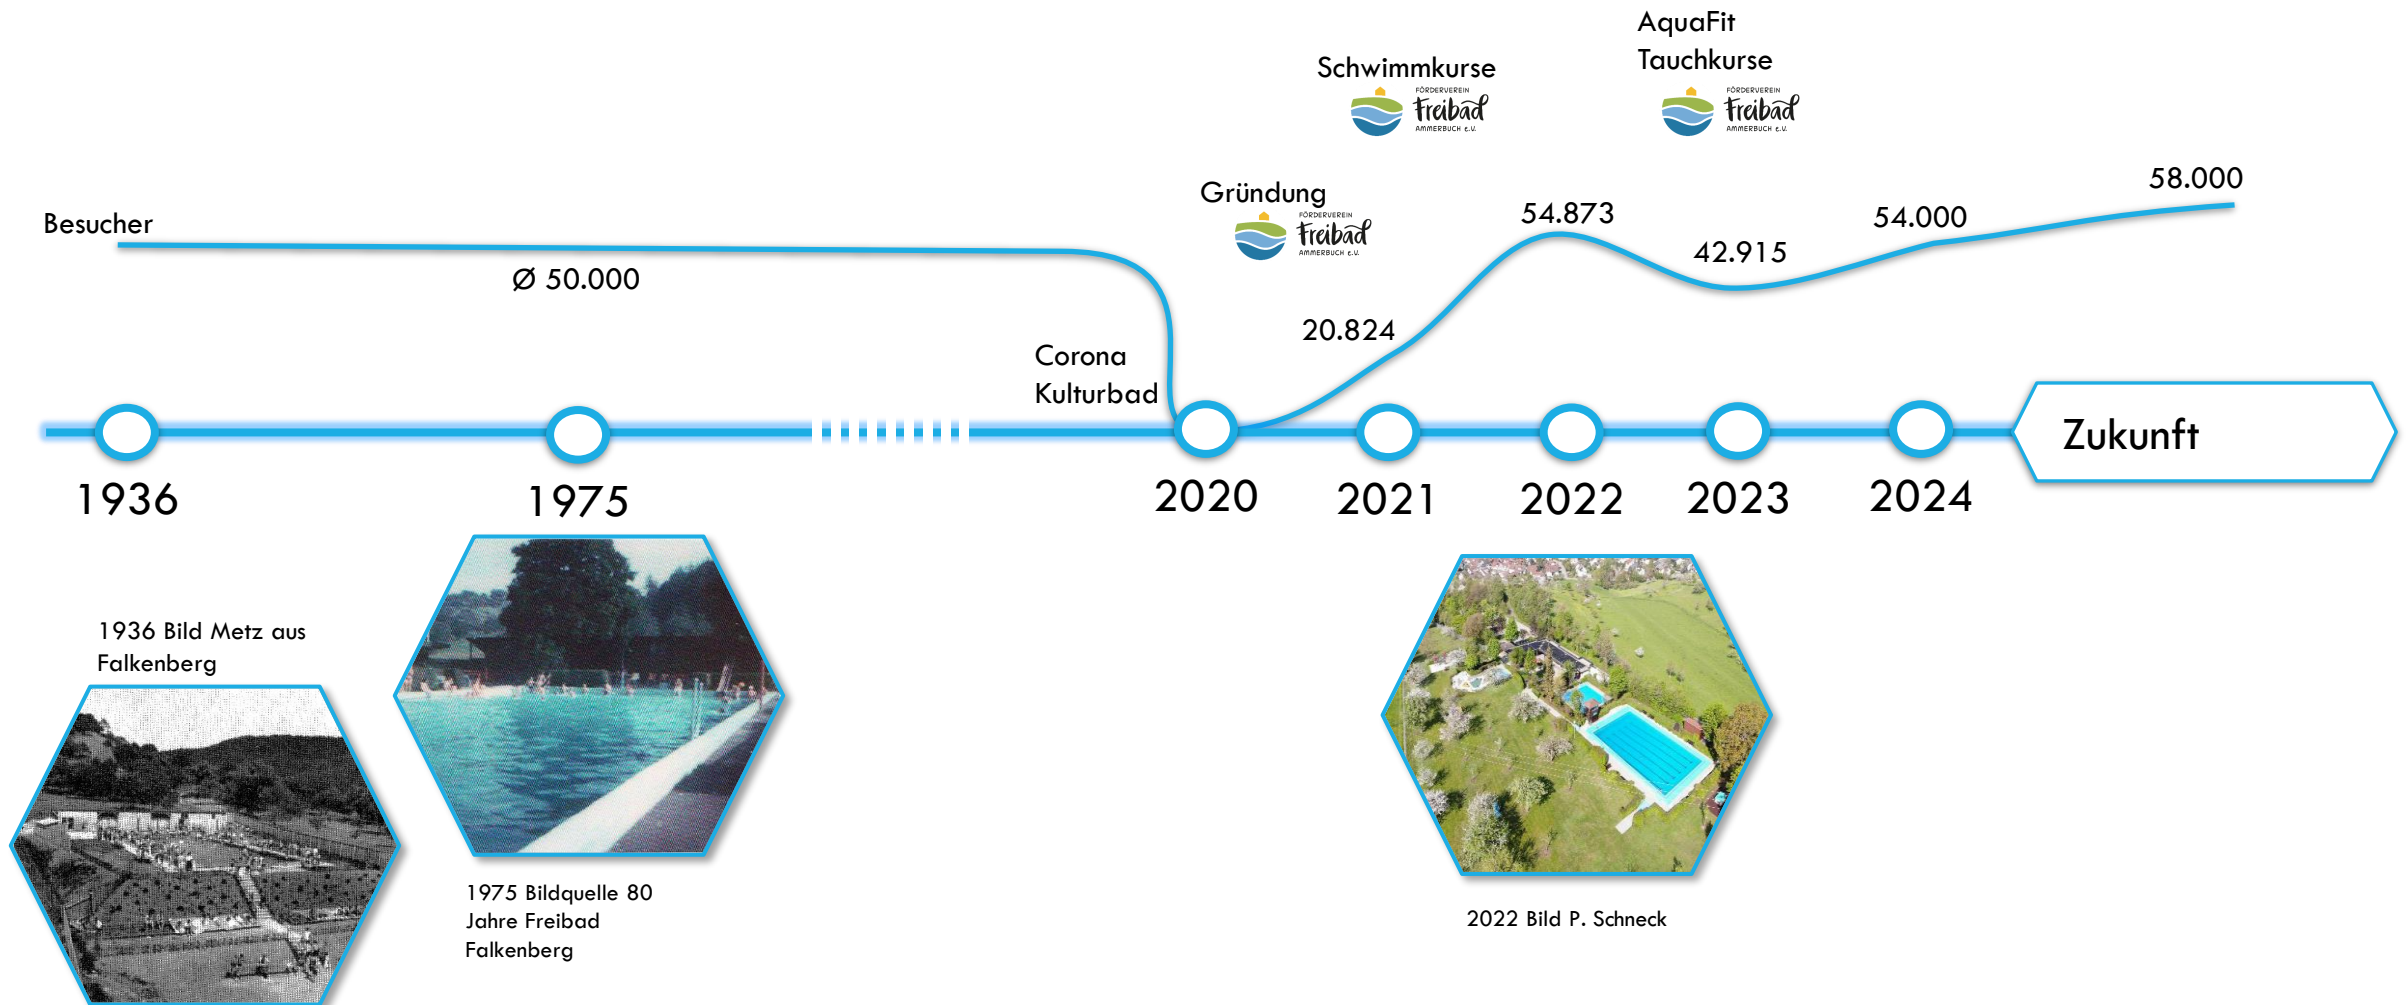 AquaFit
Tauchkurse
FÖRDERVEREIN
Freibad
AMMERBUCH e.V.
Schwimmkurse
FÖRDERVEREIN
Freibad
AMMERBUCH e.V.
Gründung
FÖRDERVEREIN
Freibad
AMMERBUCH e.V.
Besucher
Ø 50.000
20.824
54.873
42.915
54.000
58.000
Corona
Kulturbad
Zukunft
1936
1975
2020
2021
2022
2023
2024
1936 Bild Metz aus
Falkenberg
1975 Bildquelle 80
Jahre Freibad
Falkenberg
2022 Bild P. Schneck